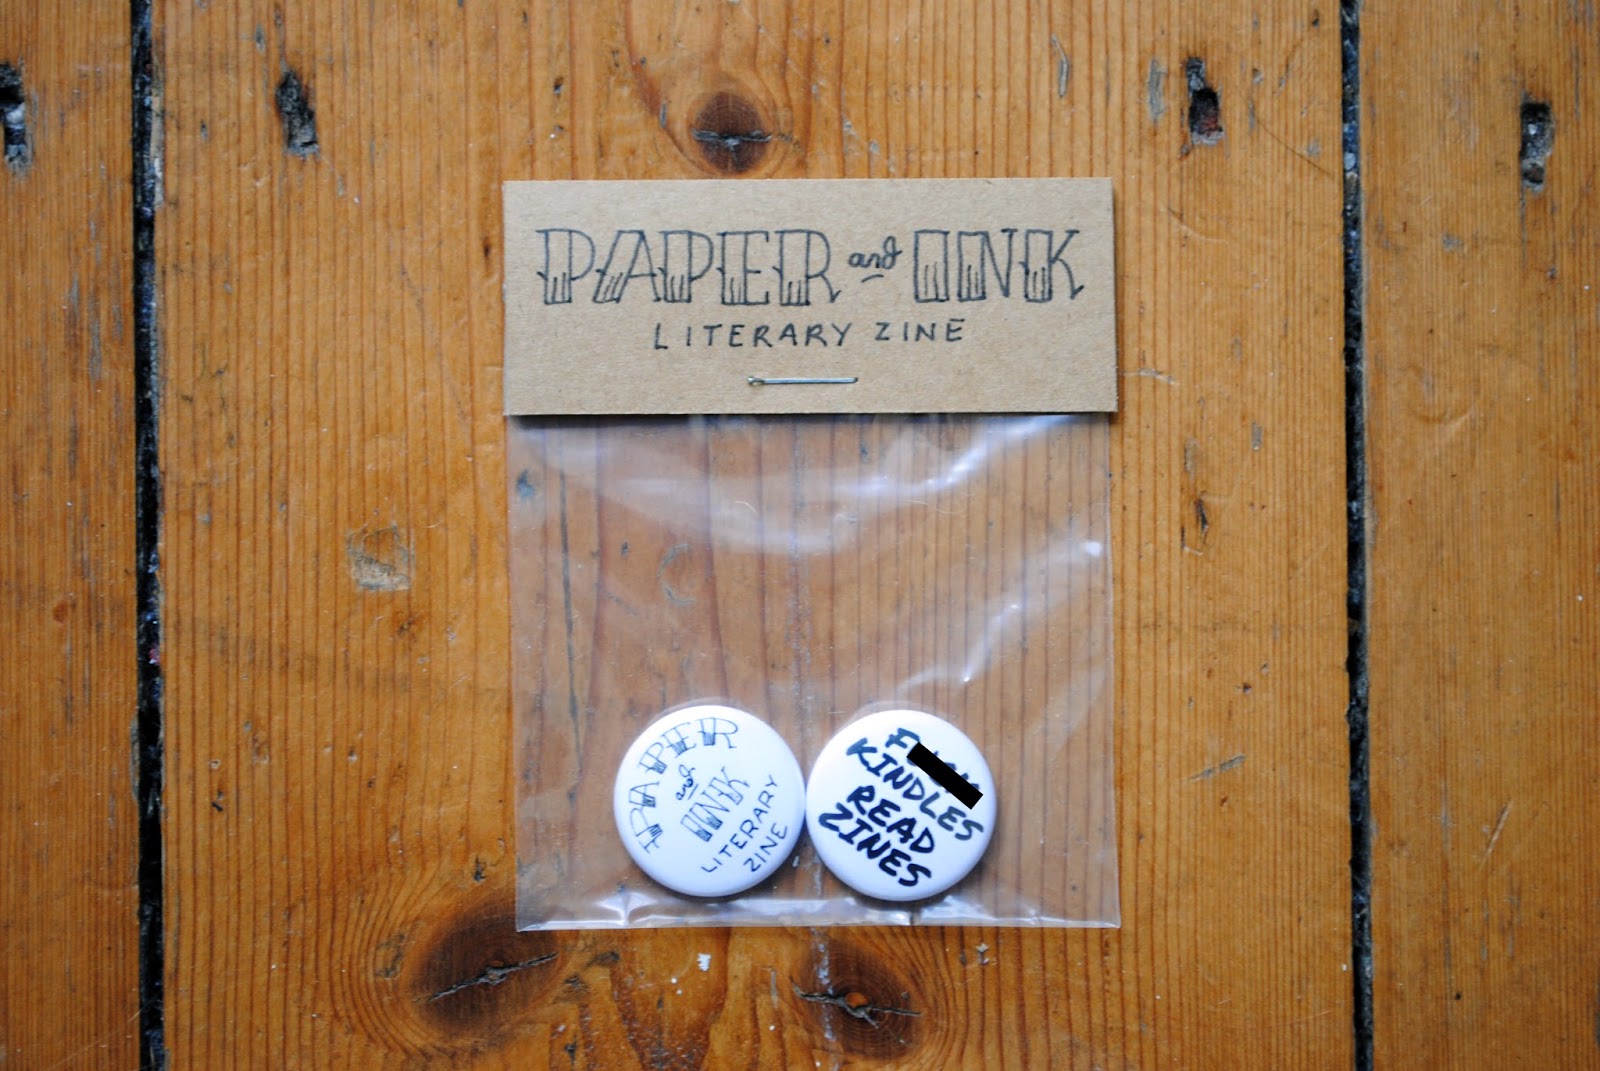 PAPER and INK
LITERARY ZINE
PAPER
and
INK
LITERARY
ZINE
KINDLES
READ
ZINES